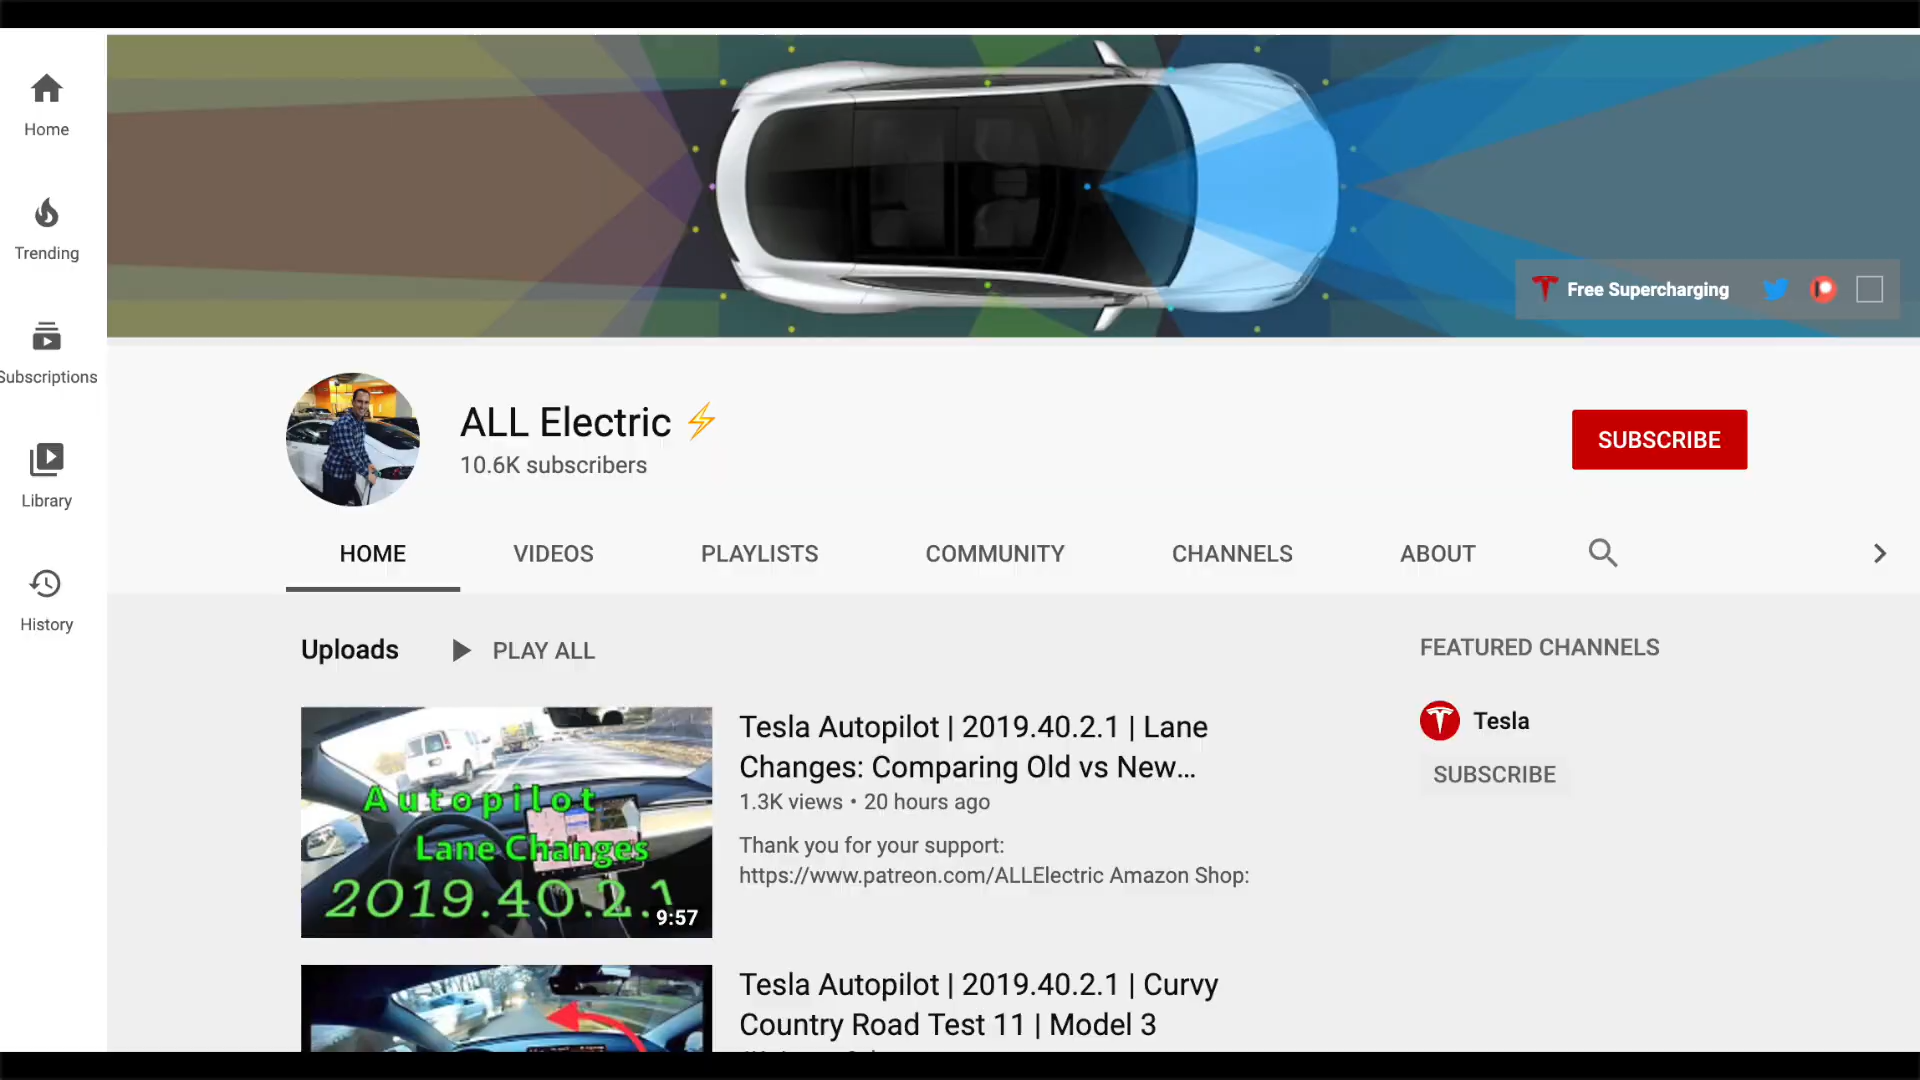 Home
Trending
Subscriptions
Library
History
Free Supercharging
ALL Electric ⚡
10.6K subscribers
SUBSCRIBE
HOME
VIDEOS
PLAYLISTS
COMMUNITY
CHANNELS
ABOUT
Uploads
PLAY ALL
Autopilot
Lane Changes
2019.40.2.1
9:57
Tesla Autopilot | 2019.40.2.1 | Lane
Changes: Comparing Old vs New...
1.3K views • 20 hours ago
Thank you for your support:
https://www.patreon.com/ALLElectric Amazon Shop:
Tesla Autopilot | 2019.40.2.1 | Curvy
Country Road Test 11 | Model 3
FEATURED CHANNELS
Tesla
SUBSCRIBE